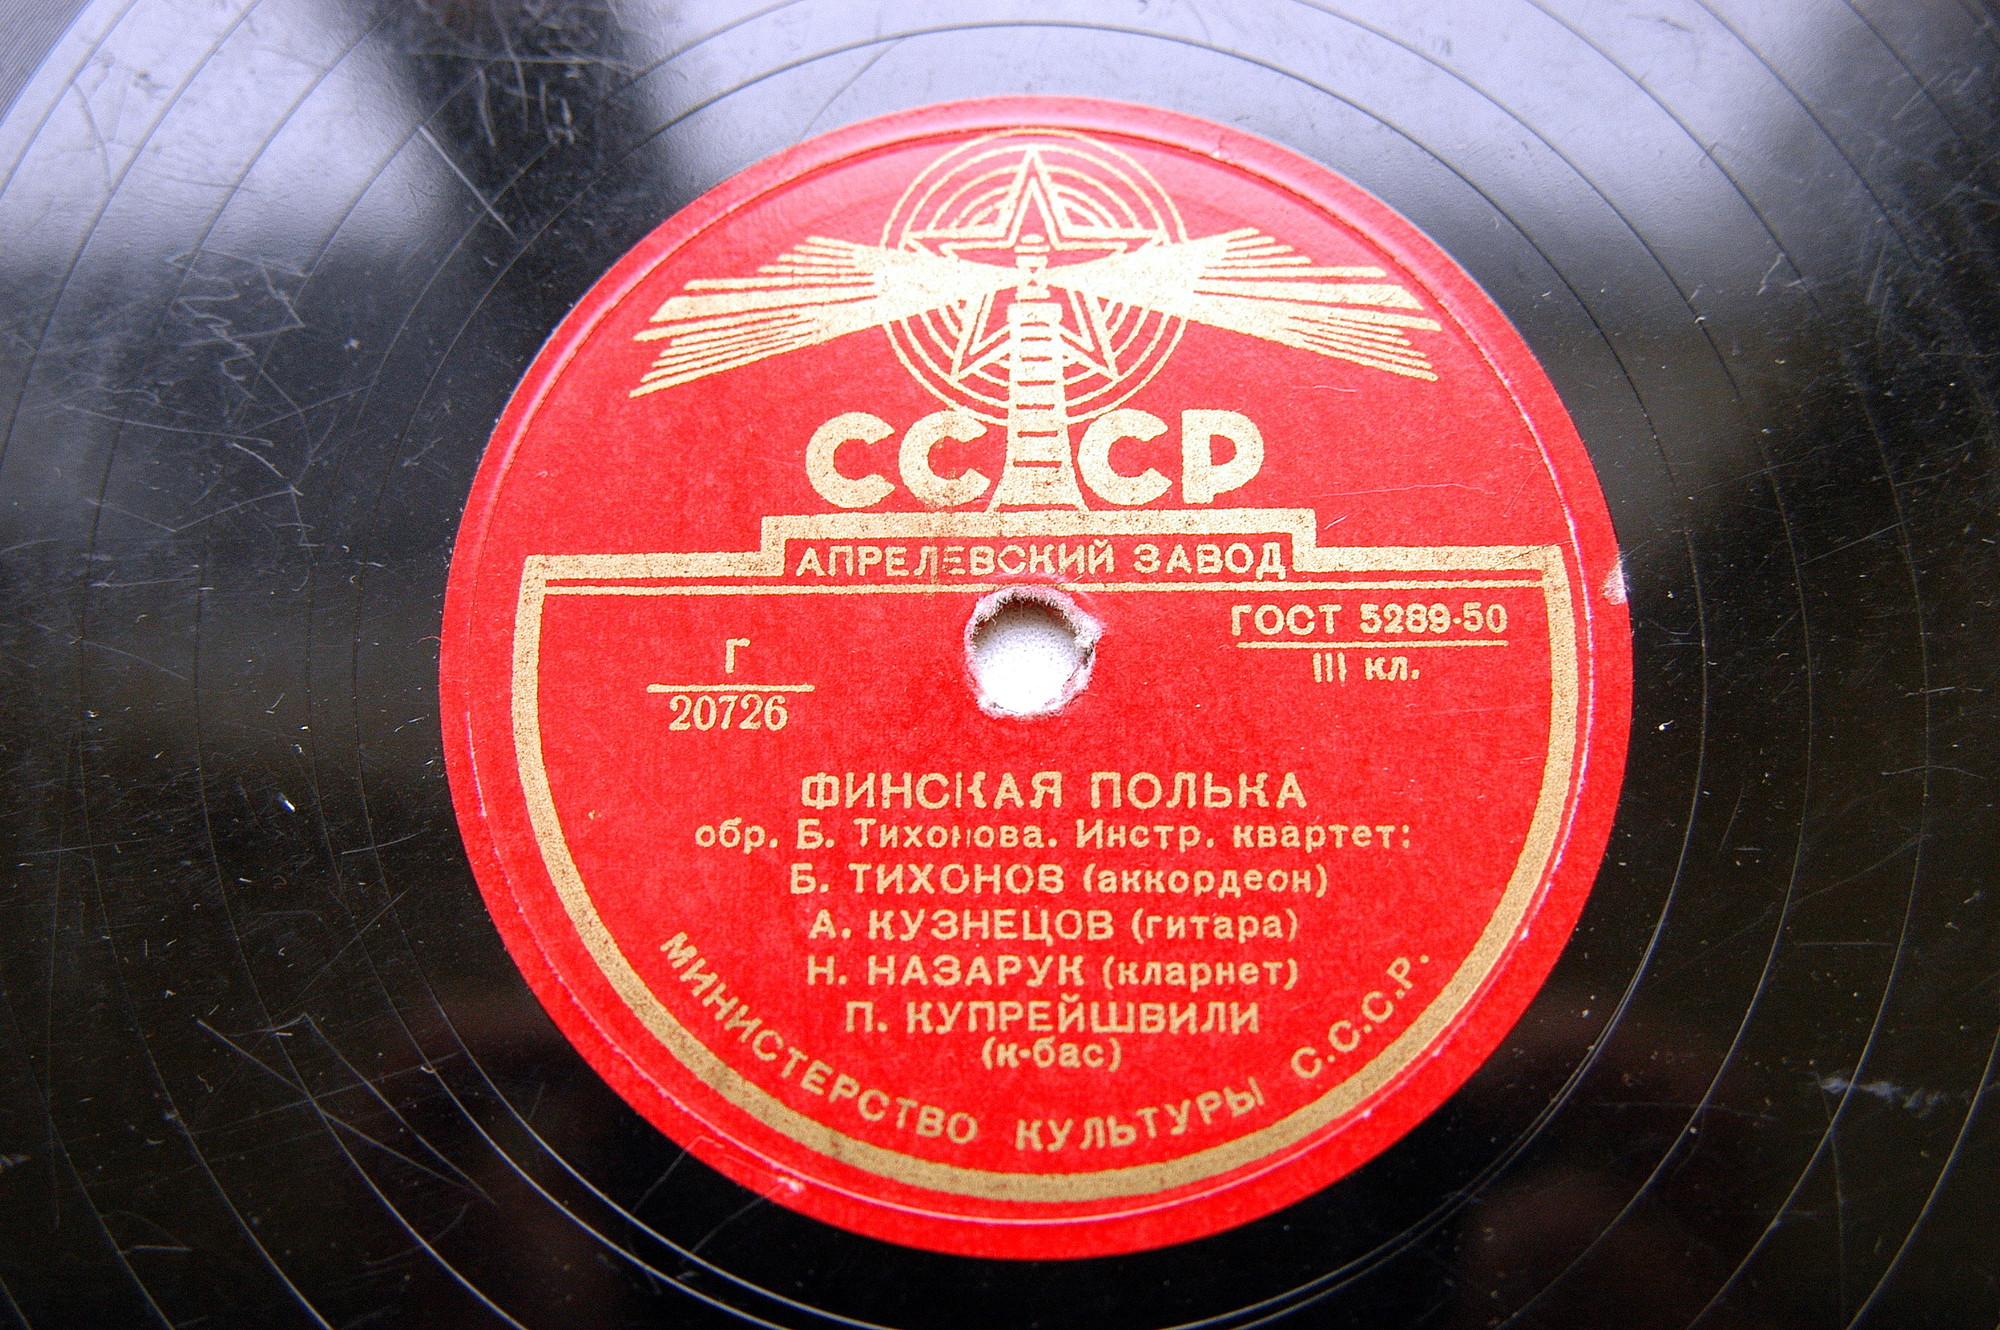 СССР
АПРЕЛЕВСКИЙ ЗАВОД
ГОСТ 5289-50
III кл.
Г
20726
ФИНСКАЯ ПОЛЬКА
обр. Б. Тихонова. Инстр. квартет:
Б. ТИХОНОВ (аккордеон)
А. КУЗНЕЦОВ (гитара)
Н. НАЗАРУК (кларнет)
П. КУПРЕЙШВИЛИ
(к-бас)
МИНИСТЕРСТВО КУЛЬТУРЫ С.С.С.Р.